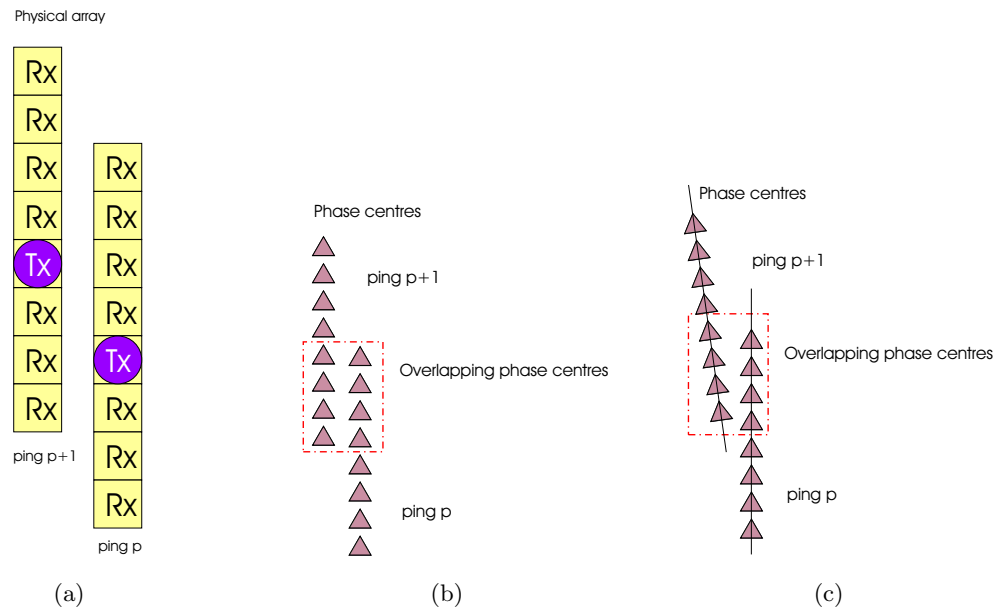 Physical array
Rx
Rx
Rx
Rx
Tx
Rx
Rx
Rx
ping p+1
Rx
Rx
Rx
Rx
Tx
Rx
Rx
Rx
ping p
(a)
Phase centres
ping p+1
Overlapping phase centres
ping p
(b)
Phase centres
ping p+1
Overlapping phase centres
ping p
(c)